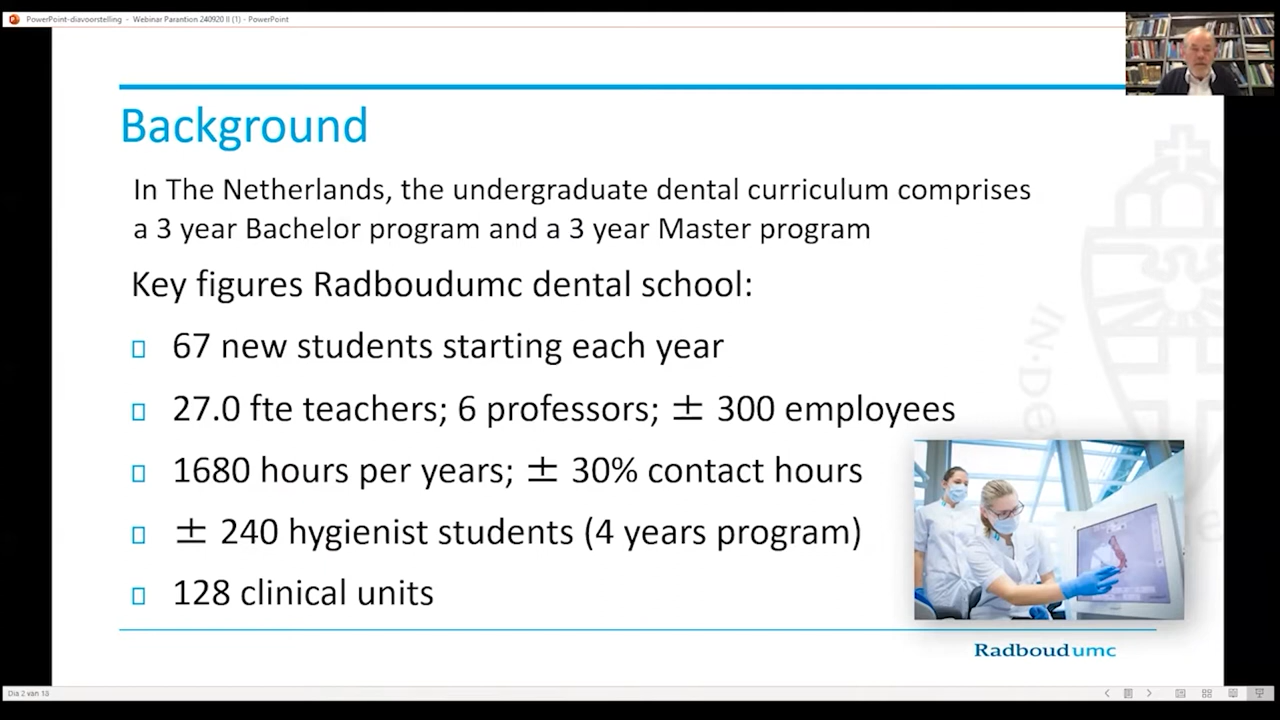 PowerPoint-diavoorstelling - Webinar Parantion 240920 II (1) - PowerPoint
Background
In The Netherlands, the undergraduate dental curriculum comprises
a 3 year Bachelor program and a 3 year Master program
Key figures Radboudumc dental school:
67 new students starting each year
27.0 fte teachers; 6 professors; ± 300 employees
1680 hours per years; ± 30% contact hours
± 240 hygienist students (4 years program)
128 clinical units
Radboudumc
Dia 2 van 18